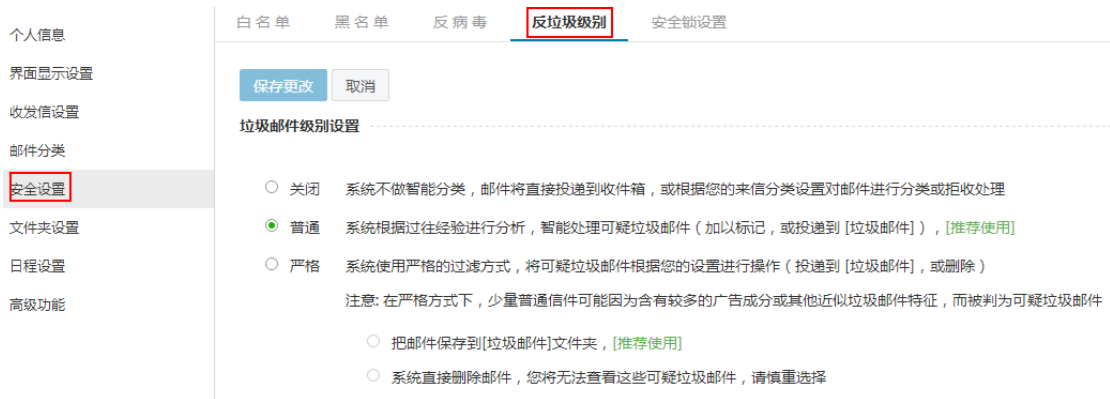 个人信息
界面显示设置
收发信设置
邮件分类
安全设置
文件夹设置
日程设置
高级功能
白名单 黑名单 反病毒 反垃圾级别 安全锁设置
保存更改 取消
垃圾邮件级别设置
关闭 系统不做智能分类，邮件将直接投递到收件箱，或根据您的来信分类设置对邮件进行分类或拒收处理
普通 系统根据过往经验进行分析，智能处理可疑垃圾邮件（加以标记，或投递到 [垃圾邮件]），[推荐使用]
严格 系统使用严格的过滤方式，将可疑垃圾邮件根据您的设置进行操作（投递到 [垃圾邮件]，或删除）
注意: 在严格方式下，少量普通信件可能因为含有较多的广告成分或其他近似垃圾邮件特征，而被判为可疑垃圾邮件
把邮件保存到[垃圾邮件]文件夹，[推荐使用]
系统直接删除邮件，您将无法查看这些可疑垃圾邮件，请慎重选择